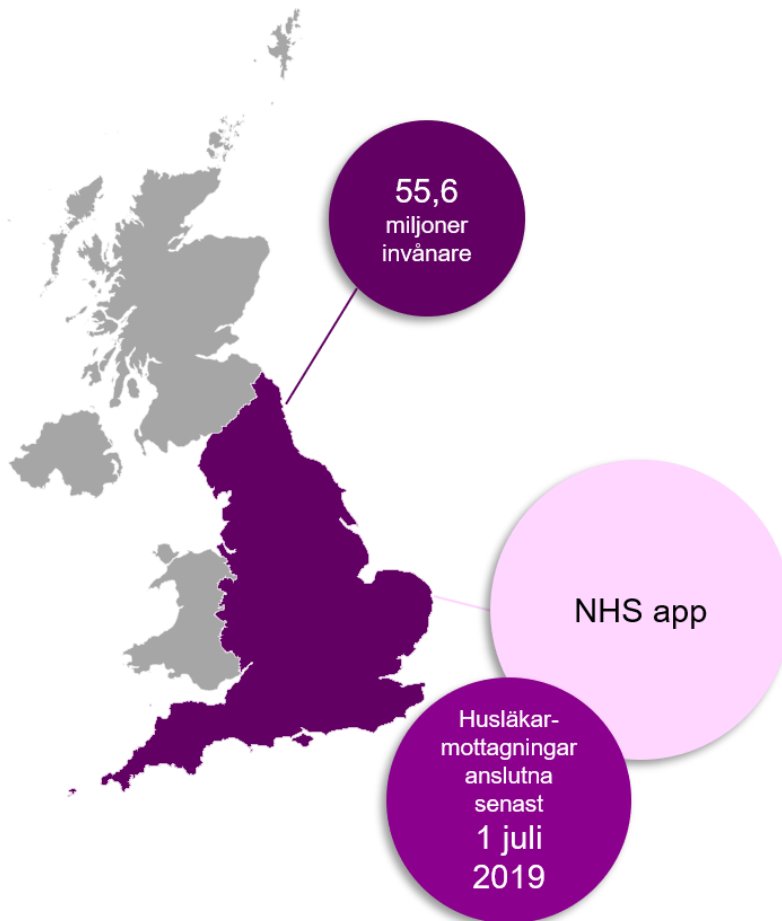 55,6
miljoner
invånare
NHS app
Husläkar-
mottagningar
anslutna
senast
1 juli
2019